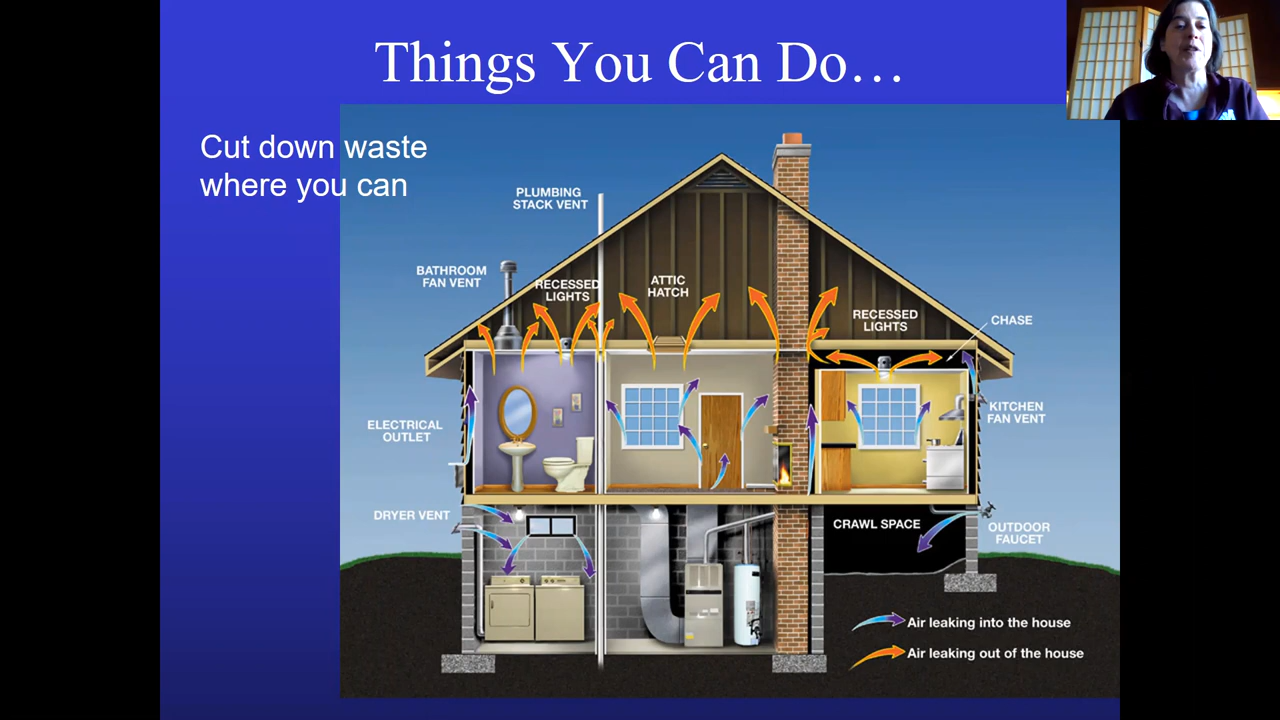 Things You Can Do…
Cut down waste
where you can
PLUMBING
STACK VENT
BATHROOM
FAN VENT
RECESSED
LIGHTS
ATTIC
HATCH
RECESSED
LIGHTS
CHASE
ELECTRICAL
OUTLET
KITCHEN
FAN VENT
DRYER VENT
CRAWL SPACE
OUTDOOR
FAUCET
Air leaking into the house
Air leaking out of the house